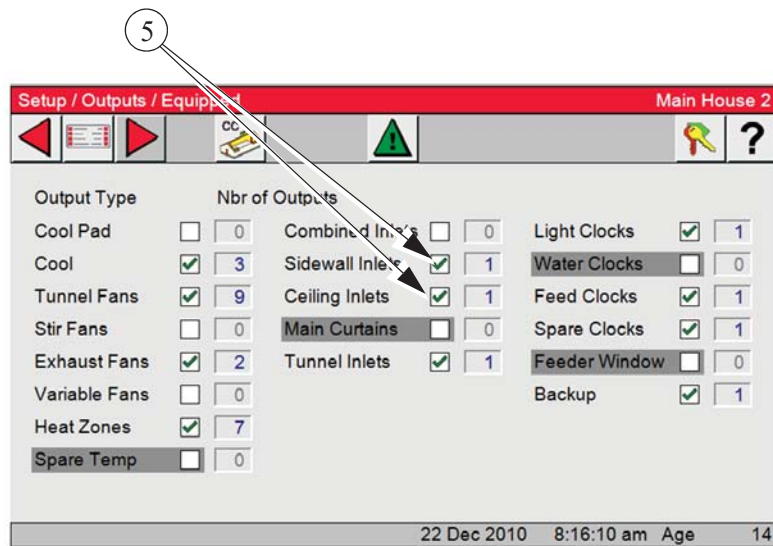 5
Setup / Outputs / Equipped Main House 2
CC ?
Output Type Nbr of Outputs
Cool Pad 0 Combined Inlets 0 Light Clocks 1
Cool 3 Sidewall Inlets 1 Water Clocks 0
Tunnel Fans 9 Ceiling Inlets 1 Feed Clocks 1
Stir Fans 0 Main Curtains 0 Spare Clocks 1
Exhaust Fans 2 Tunnel Inlets 1 Feeder Window 0
Variable Fans 0 Backup 1
Heat Zones 7
Spare Temp 0
22 Dec 2010 8:16:10 am Age 14